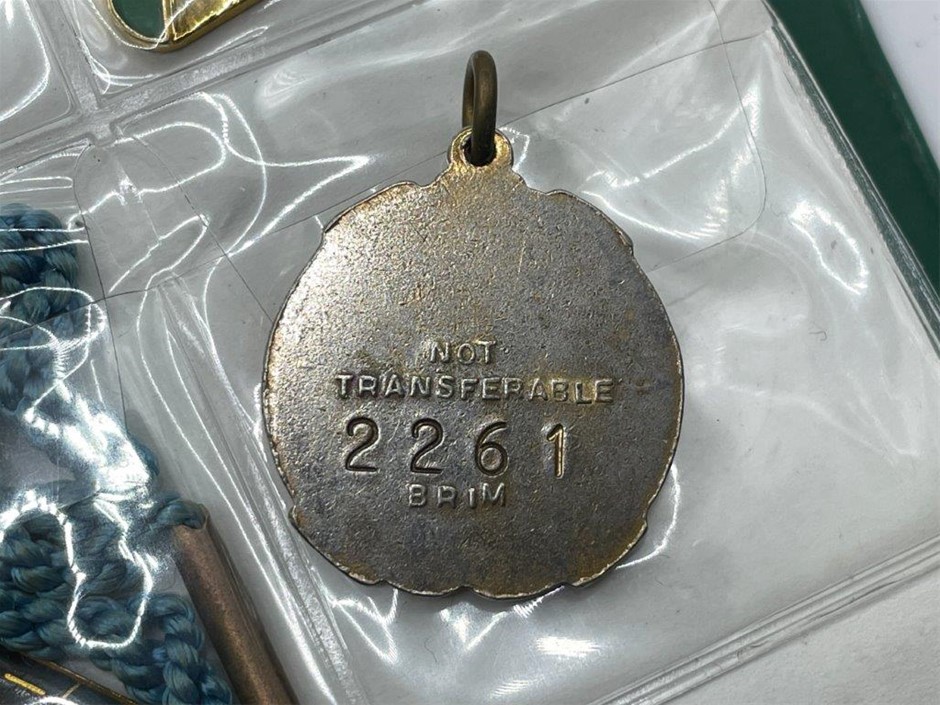 NOT
TRANSFERABLE
2261
BRIM